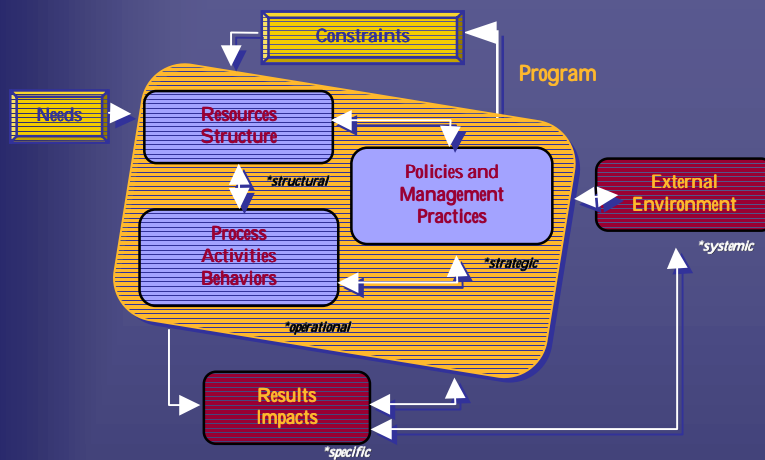 Constraints
Program
Needs
Resources
Structure
*structural
Policies and
Management
Practices
External
Environment
*systemic
Process
Activities
Behaviors
*strategic
*operational
Results
Impacts
*specific